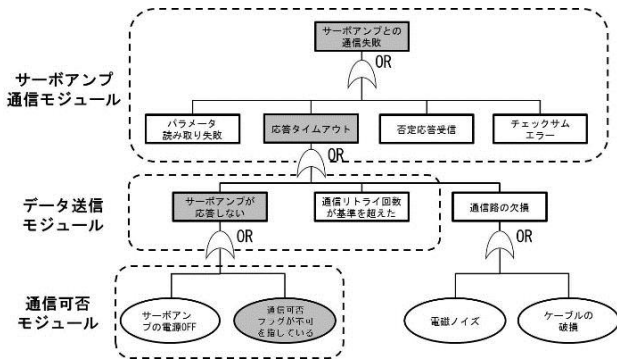 サーボアンプとの
通信失敗
OR
サーボアンプ
通信モジュール
パラメータ
読み取り失敗
応答タイムアウト
否定応答受信
チェックサム
エラー
OR
データ送信
モジュール
サーボアンプが
応答しない
通信リトライ回数
が基準を超えた
通信路の欠損
OR
OR
通信可否
モジュール
サーボアン
プの電源OFF
通信可否
フラグが不可
を指している
電磁ノイズ
ケーブルの
破損